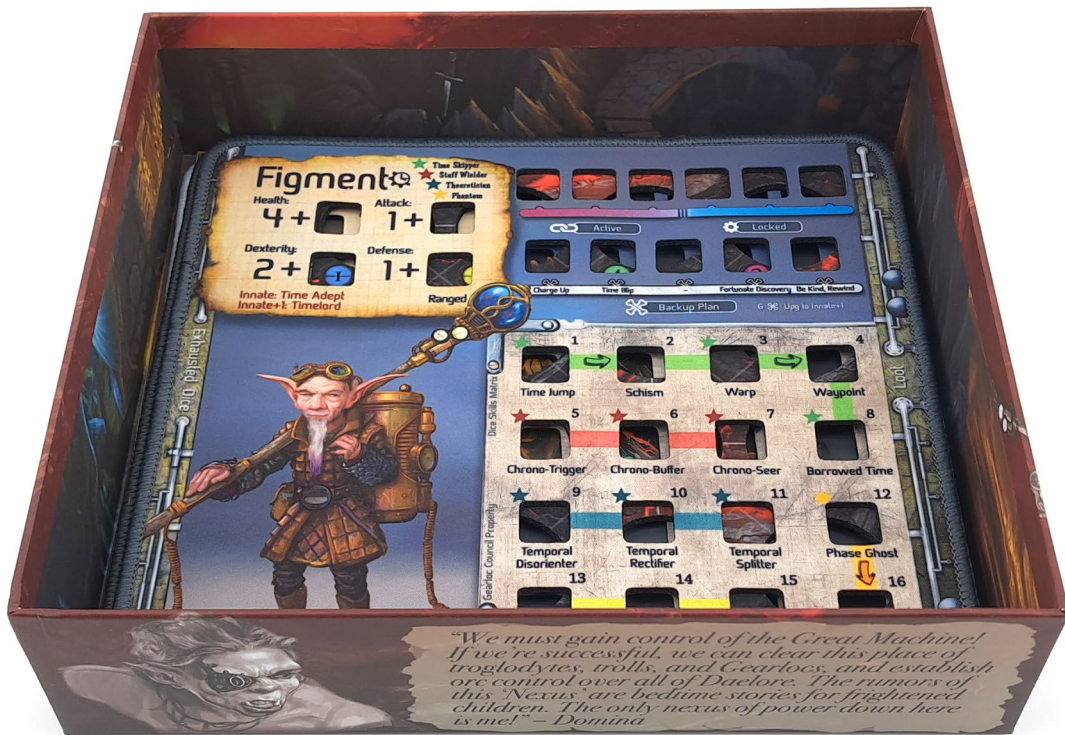 Figment
Time Skipper
Staff Wielder
Theoretician
Phantom
Health:
4+
Attack:
1+
Dexterity:
2+
Defense:
1+
Innate: Time Adept
Innate+1: Timelord
Ranged
Active
Locked
Charge Up
Time Blip
-
Fortunate Discovery
Be Kind, Rewind
Backup Plan
6 : Upg to Innate+1
Exhausted Dice
Dice Skills Matrix
Gearloc Council Property
Loot
1
2
3
4
Time Jump
Schism
Warp
Waypoint
5
6
7
8
Chrono-Trigger
Chrono-Buffer
Chrono-Seer
Borrowed Time
9
10
11
12
Temporal
Disorienter
Temporal
Rectifier
Temporal
Splitter
Phase Ghost
13
14
15
16
"We must gain control of the Great Machine!
If we're successful, we can clear this place of
troglodytes, trolls, and Gearlocs, and establish
orc control over all of Daelore. The rumors of
this 'Nexus' are bedtime stories for frightened
children. The only nexus of power down here
is me!" – Domina